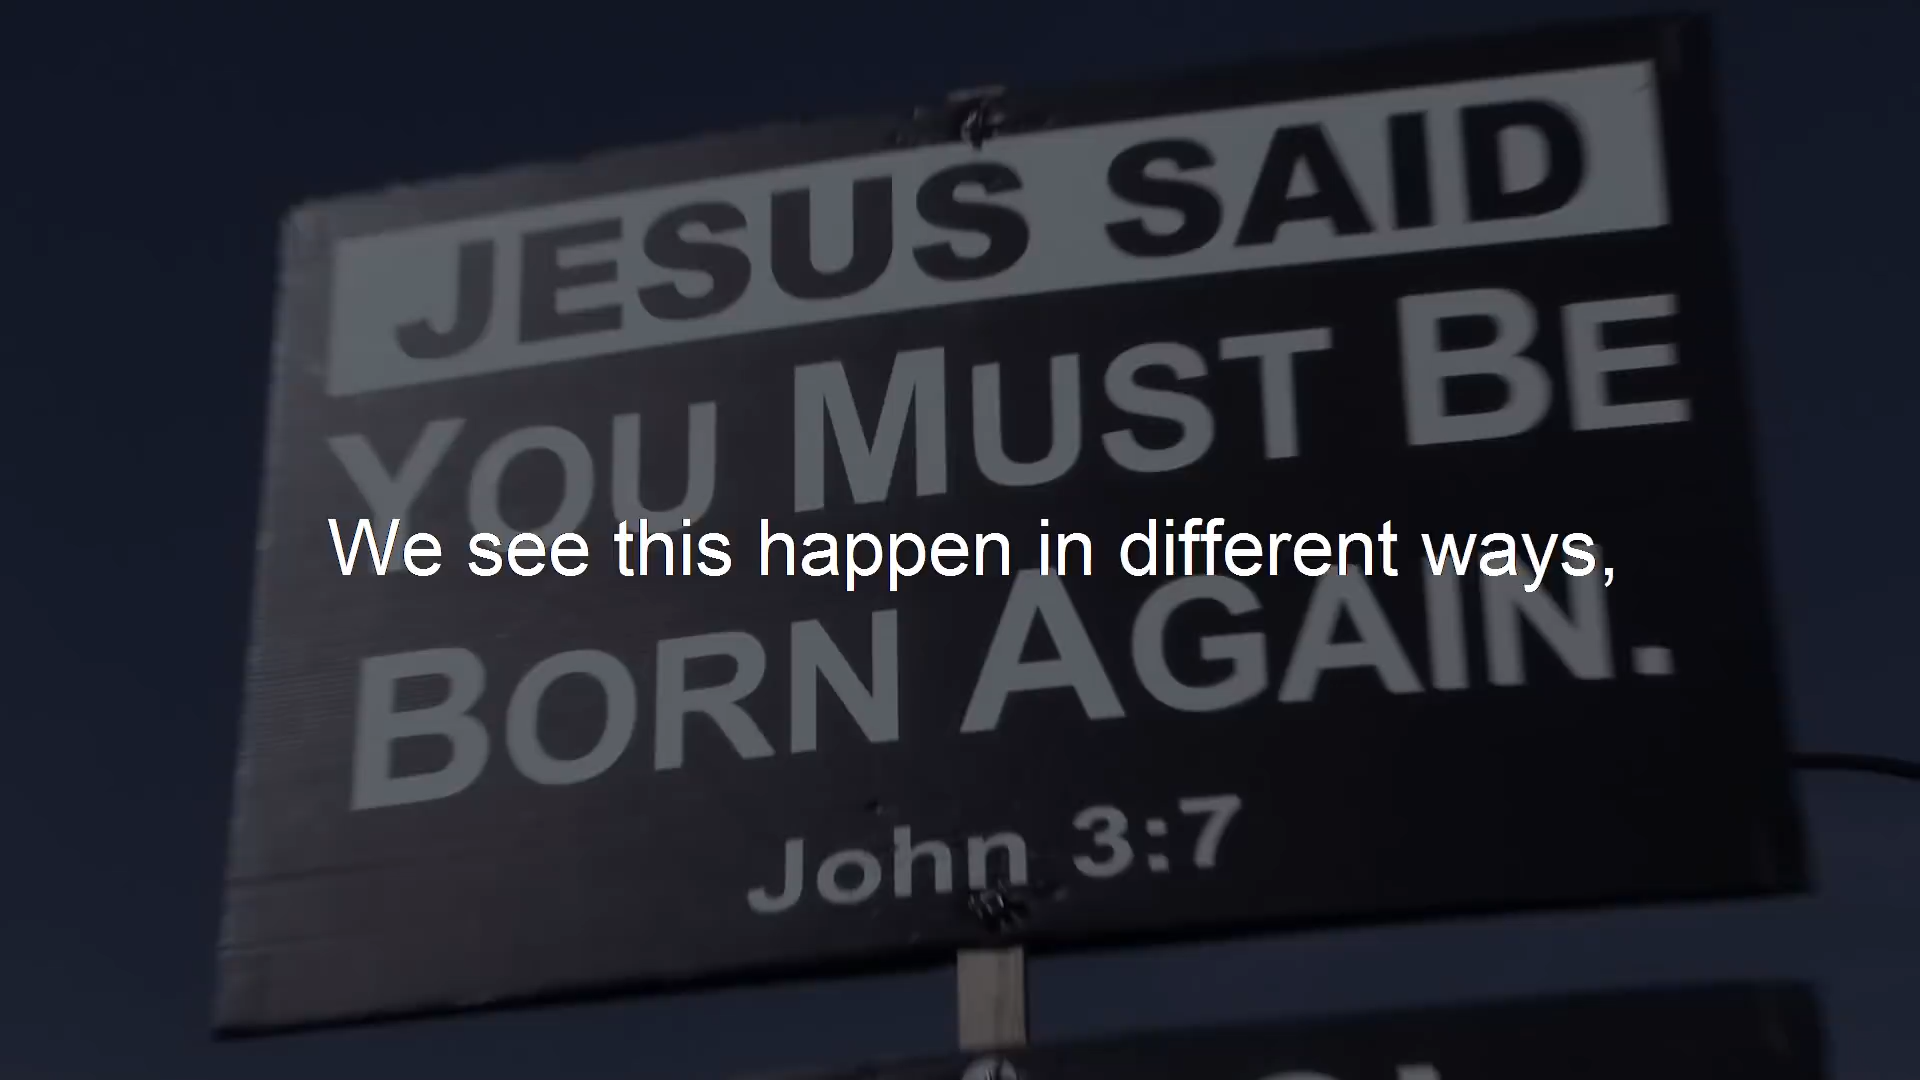 JESUS SAID
YOU MUST BE
We see this happen in different ways,
BORN AGAIN.
John 3:7